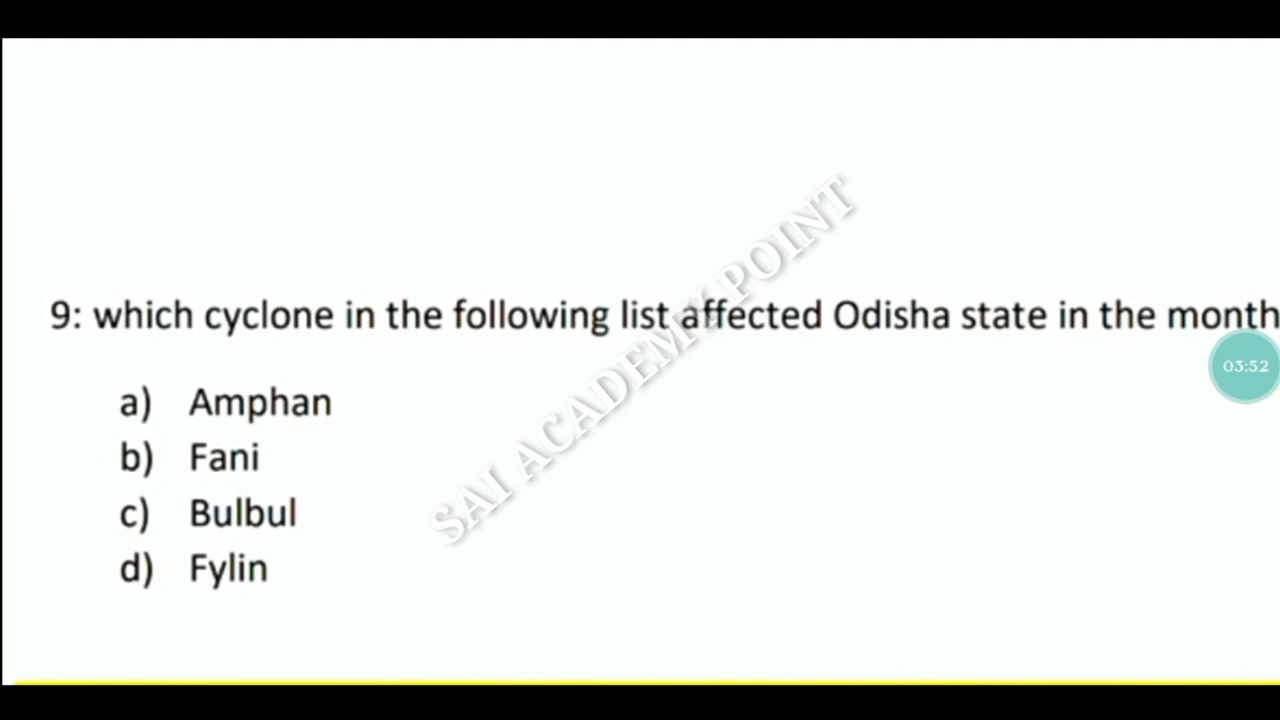 SAI ACADEMY POINT
9: which cyclone in the following list affected Odisha state in the month
03:52
a) Amphan
b) Fani
c) Bulbul
d) Fylin